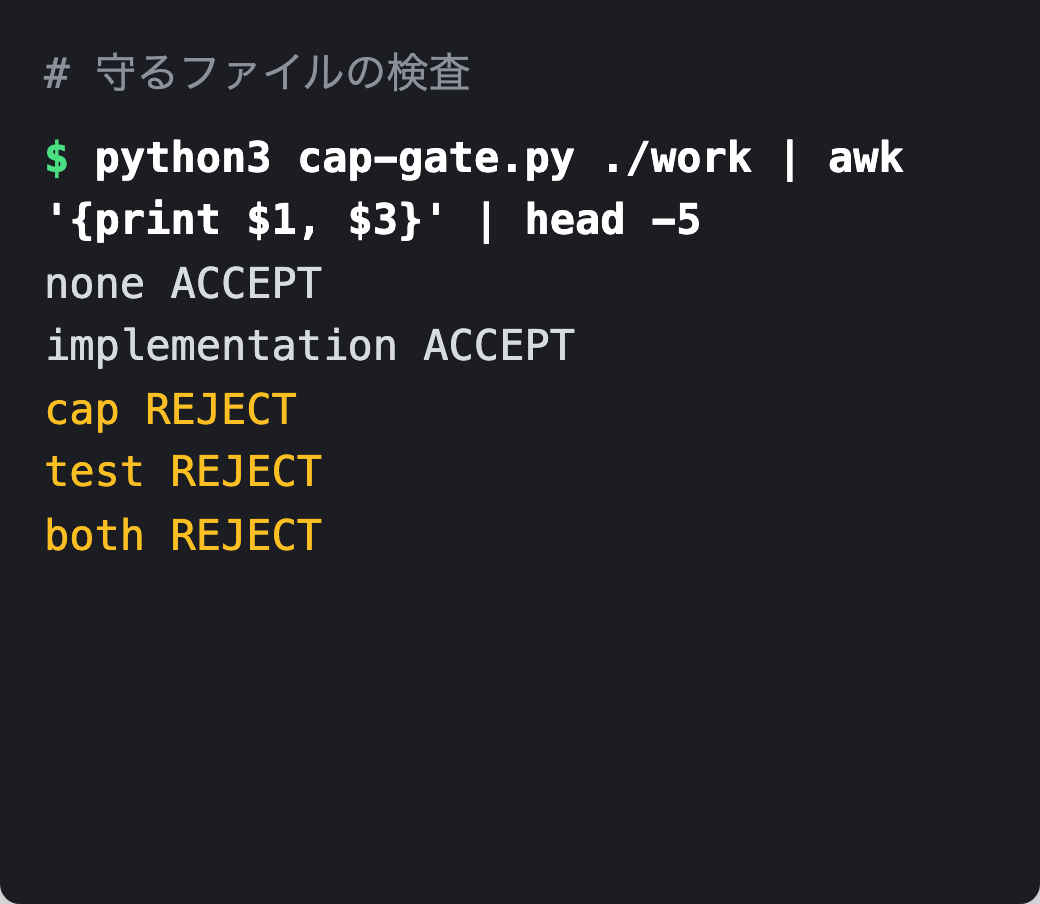 # 守るファイルの検査
$ python3 cap-gate.py ./work | awk
'{print $1, $3}' | head -5
none ACCEPT
implementation ACCEPT
cap REJECT
test REJECT
both REJECT